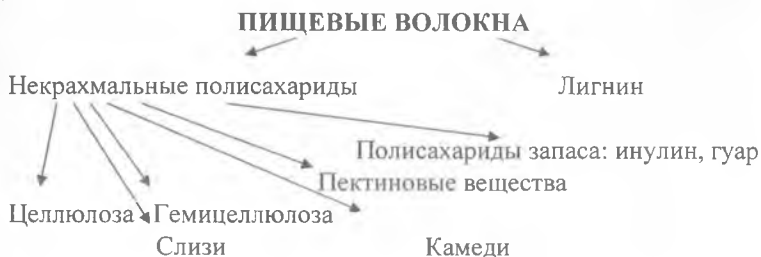 ПИЩЕВЫЕ ВОЛОКНА
Некрахмальные полисахариды Лигнин
Полисахариды запаса: инулин, гуар
Пектиновые вещества
Целлюлоза Гемицеллюлоза
Слизи Камеди